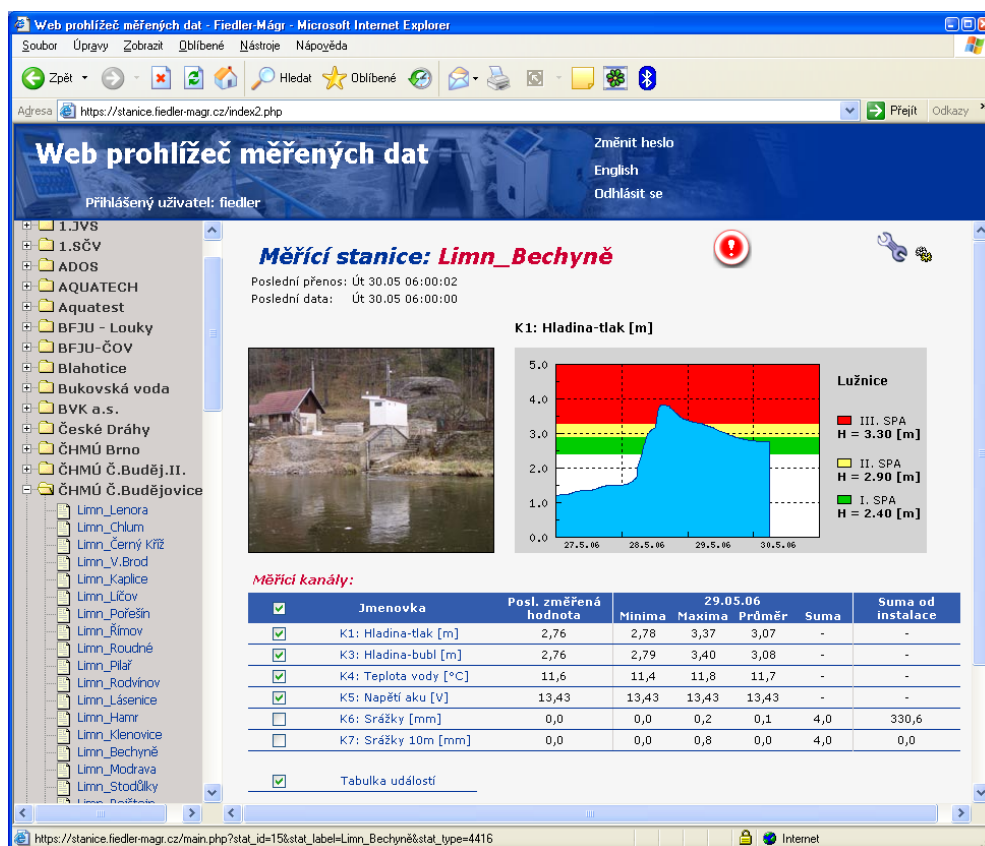 Web prohlížeč měřených dat - Fiedler-Mágr - Microsoft Internet Explorer
Soubor Úpravy Zobrazit Oblíbené Nástroje Nápověda
Zpět Hledat Oblíbené
Adresa https://stanice.fiedler-magr.cz/index2.php Přejít Odkazy
Web prohlížeč měřených dat
Přihlášený uživatel: fiedler
Změnit heslo
English
Odhlásit se
1.JVS
1.SČV
ADOS
AQUATECH
Aquatest
BFJU - Louky
BFJU-ČOV
Blahotice
Bukovská voda
BVK a.s.
České Dráhy
ČHMÚ Brno
ČHMÚ Č.Buděj.II.
ČHMÚ Č.Budějovice
Limn_Lenora
Limn_Chlum
Limn_Černý Kříž
Limn_V.Brod
Limn_Kaplice
Limn_Líčov
Limn_Pořešín
Limn_Římov
Limn_Roudné
Limn_Pilař
Limn_Rodvínov
Limn_Lásenice
Limn_Hamr
Limn_Klenovice
Limn_Bechyně
Limn_Modrava
Limn_Stodůlky
Měřící stanice: Limn_Bechyně
Poslední přenos: Út 30.05 06:00:02
Poslední data: Út 30.05 06:00:00
K1: Hladina-tlak [m]
5.0
4.0
3.0
2.0
1.0
0.0
27.5.06 28.5.06 29.5.06 30.5.06
Lužnice
III. SPA
H = 3.30 [m]
II. SPA
H = 2.90 [m]
I. SPA
H = 2.40 [m]
Měřící kanály:
Jmenovka Posl. změřená hodnota 29.05.06 Minima Maxima Průměr Suma Suma od instalace
K1: Hladina-tlak [m] 2,76 2,78 3,37 3,07 - -
K3: Hladina-bubl [m] 2,76 2,79 3,40 3,08 - -
K4: Teplota vody [°C] 11,6 11,4 11,8 11,7 - -
K5: Napětí aku [V] 13,43 13,43 13,43 13,43 - -
K6: Srážky [mm] 0,0 0,0 0,2 0,1 4,0 330,6
K7: Srážky 10m [mm] 0,0 0,0 0,8 0,0 4,0 0,0
Tabulka událostí
https://stanice.fiedler-magr.cz/main.php?stat_id=15&stat_label=Limn_Bechyně&stat_type=4416 Internet